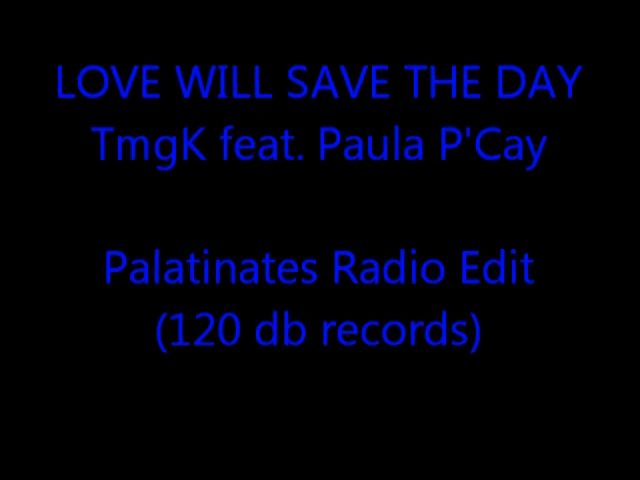 LOVE WILL SAVE THE DAY
TmgK feat. Paula P'Cay
Palatinates Radio Edit
(120 db records)